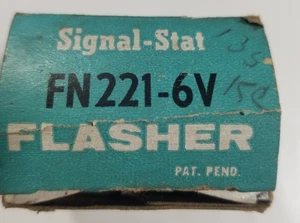 Signal-Stat
FN221-6V
FLASHER
PAT. PEND.